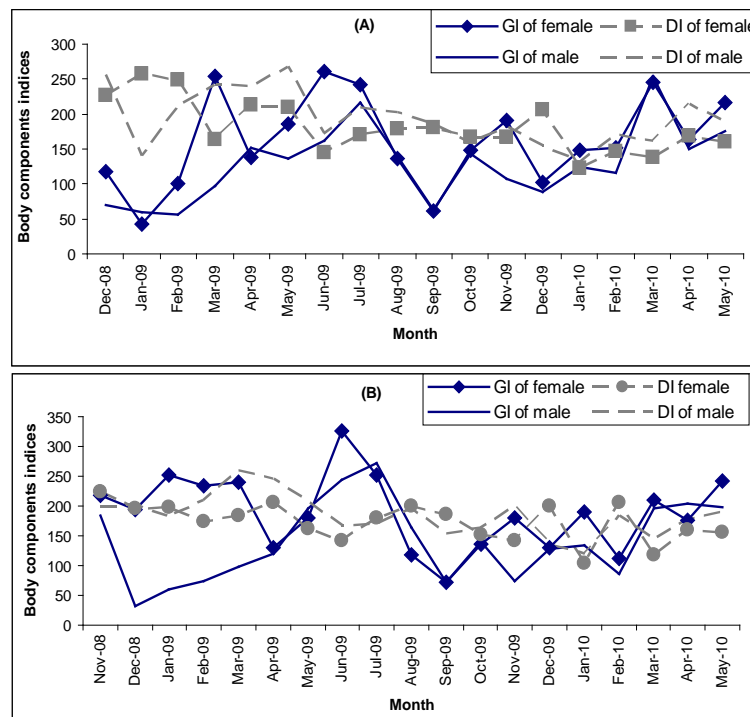 (A)
GI of female
DI of female
GI of male
DI of male
Body components indices
300
250
200
150
100
50
0
Dec-08
Jan-09
Feb-09
Mar-09
Apr-09
May-09
Jun-09
Jul-09
Aug-09
Sep-09
Oct-09
Nov-09
Dec-09
Jan-10
Feb-10
Mar-10
Apr-10
May-10
Month
(B)
GI of female
DI female
GI of male
DI of male
Body components indices
350
300
250
200
150
100
50
0
Nov-08
Dec-08
Jan-09
Feb-09
Mar-09
Apr-09
May-09
Jun-09
Jul-09
Aug-09
Sep-09
Oct-09
Nov-09
Dec-09
Jan-10
Feb-10
Mar-10
Apr-10
May-10
Month